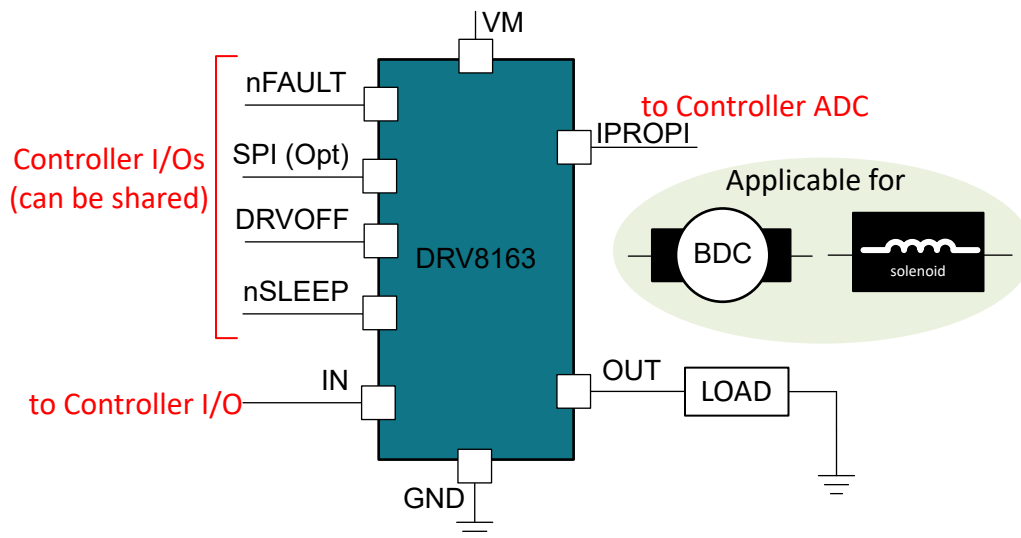 VM
nFAULT
to Controller ADC
IPROPI
Controller I/Os
(can be shared)
SPI (Opt)
Applicable for
DRVOFF
DRV8163
BDC
solenoid
nSLEEP
IN
OUT
LOAD
to Controller I/O
GND